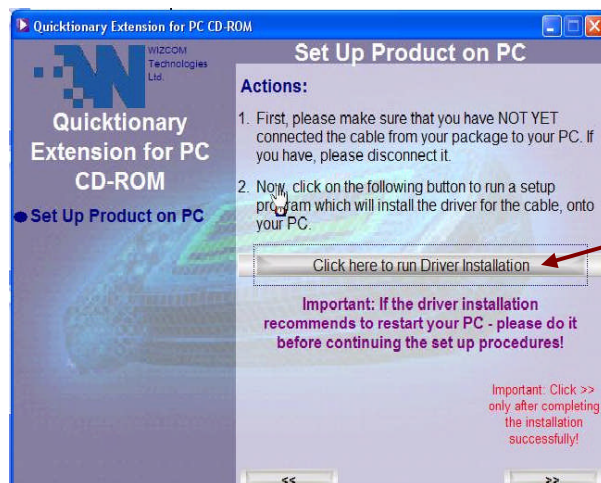 Quicktionary Extension for PC CD-ROM
WIZCOM
Technologies
Ltd.
Quicktionary
Extension for PC
CD-ROM
Set Up Product on PC
Set Up Product on PC
Actions:
1. First, please make sure that you have NOT YET
connected the cable from your package to your PC. If
you have, please disconnect it.
2. Now, click on the following button to run a setup
program which will install the driver for the cable, onto
your PC.
Click here to run Driver Installation
Important: If the driver installation
recommends to restart your PC - please do it
before continuing the set up procedures!
Important: Click >>
only after completing
the installation
successfully!
<<
>>